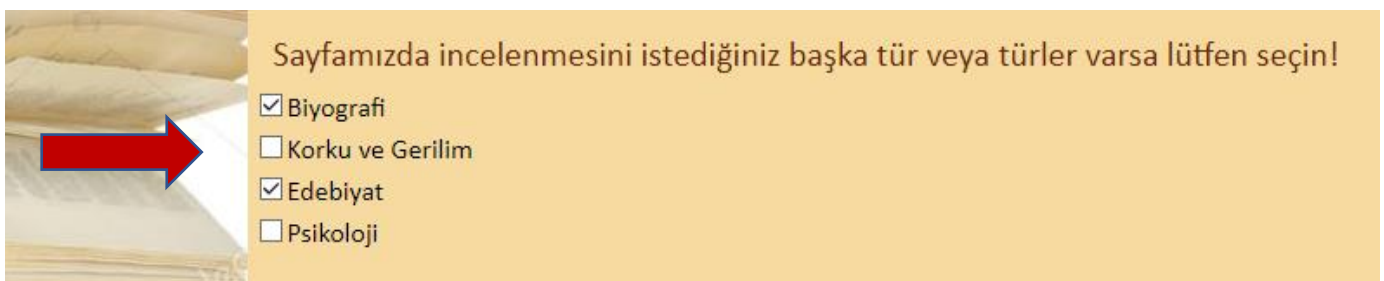 Sayfamızda incelenmesini istediğiniz başka tür veya türler varsa lütfen seçin!
Biyografi
Korku ve Gerilim
Edebiyat
Psikoloji